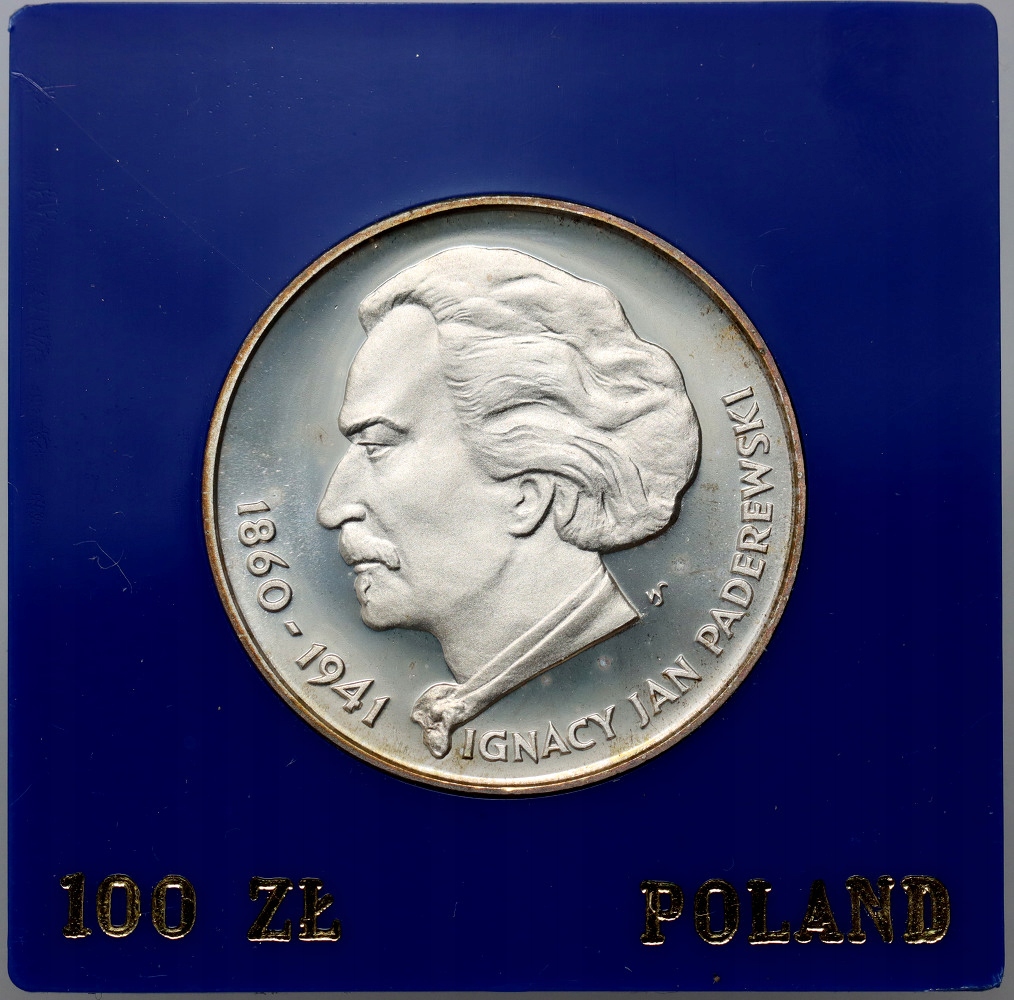 1860-1941
IGNACY JAN PADEREWSKI
100 ZŁ
POLAND